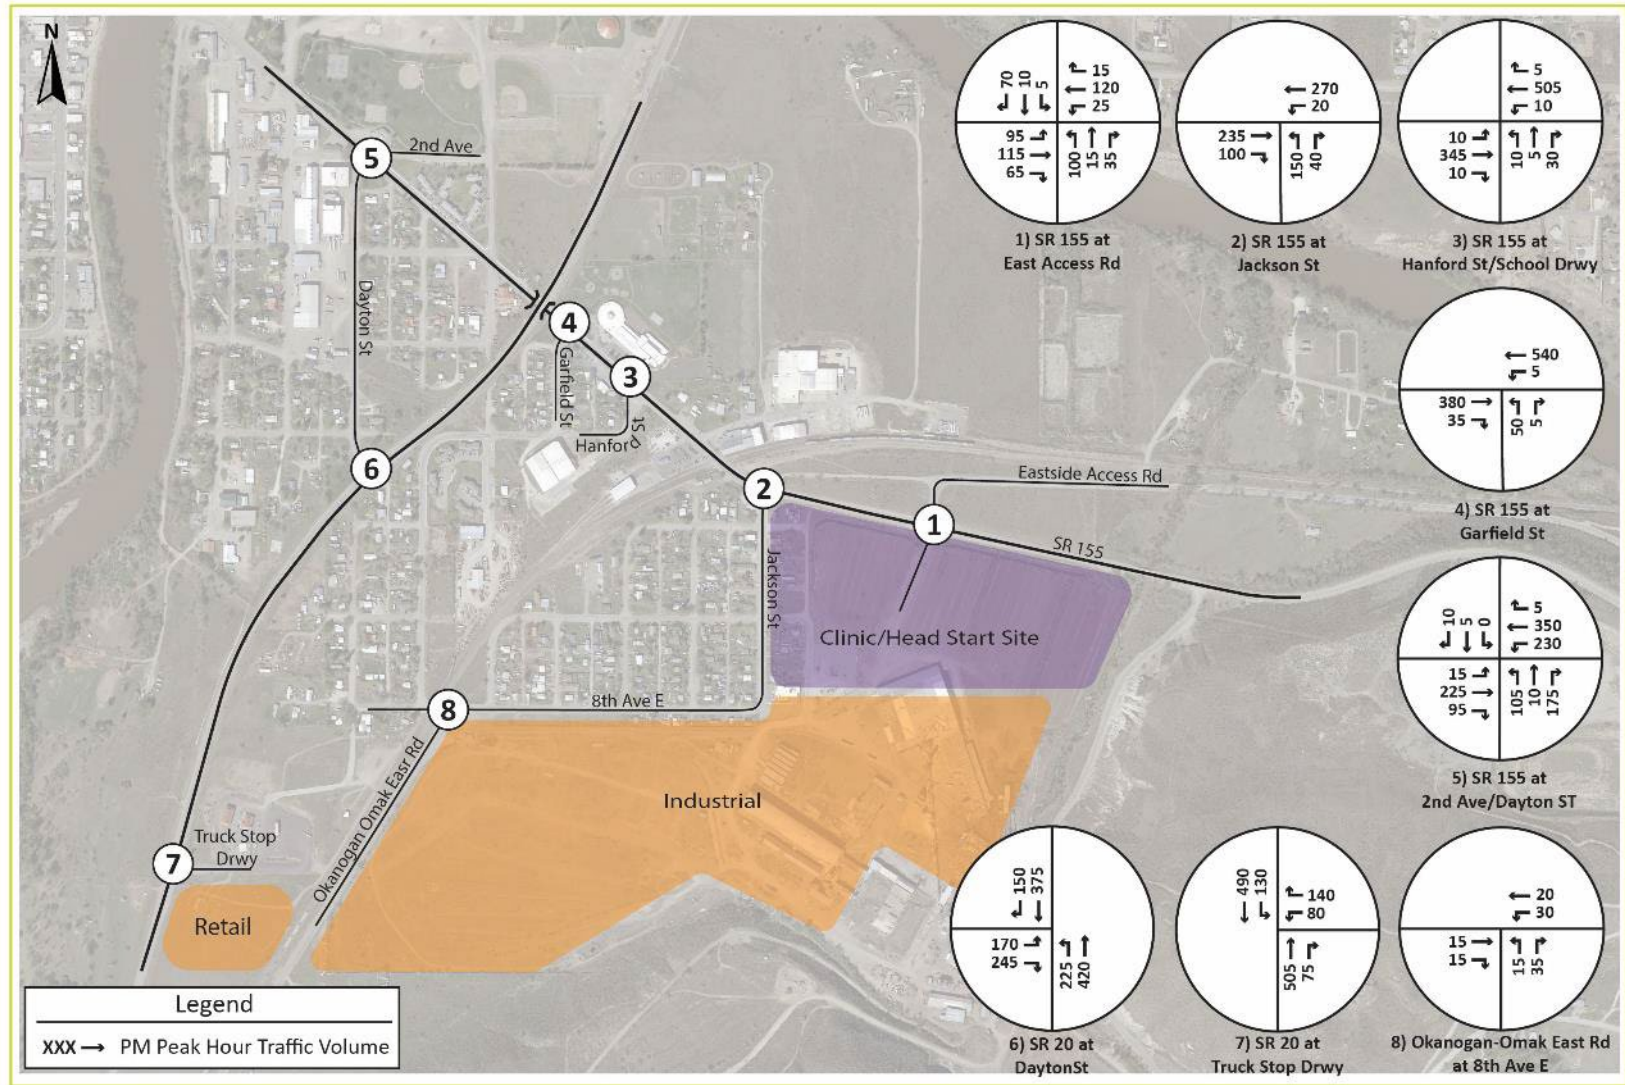 N
5
2nd Ave
Dayton St
4
Garfield St
3
Hanford St
6
2
Eastside Access Rd
1
SR 155
Jackson St
Clinic/Head Start Site
8
8th Ave E
Okanogan Omak Easr Rd
Industrial
7
Truck Stop
Drwy
Retail
Legend
XXX → PM Peak Hour Traffic Volume
70 10 5
15
120
25
95
115
65
100 15 35
1) SR 155 at
East Access Rd
270
20
235
100
150 40
2) SR 155 at
Jackson St
5
505
10
10
345
10
10 5 30
3) SR 155 at
Hanford St/School Drwy
540
5
380
35
50 5
4) SR 155 at
Garfield St
10 5 0
5
350
230
15
225
95
105 10 175
5) SR 155 at
2nd Ave/Dayton ST
150 375
170
245
225 420
6) SR 20 at
DaytonSt
490 130
140
80
505 75
7) SR 20 at
Truck Stop Drwy
20
30
15
15
15 35
8) Okanogan-Omak East Rd
at 8th Ave E